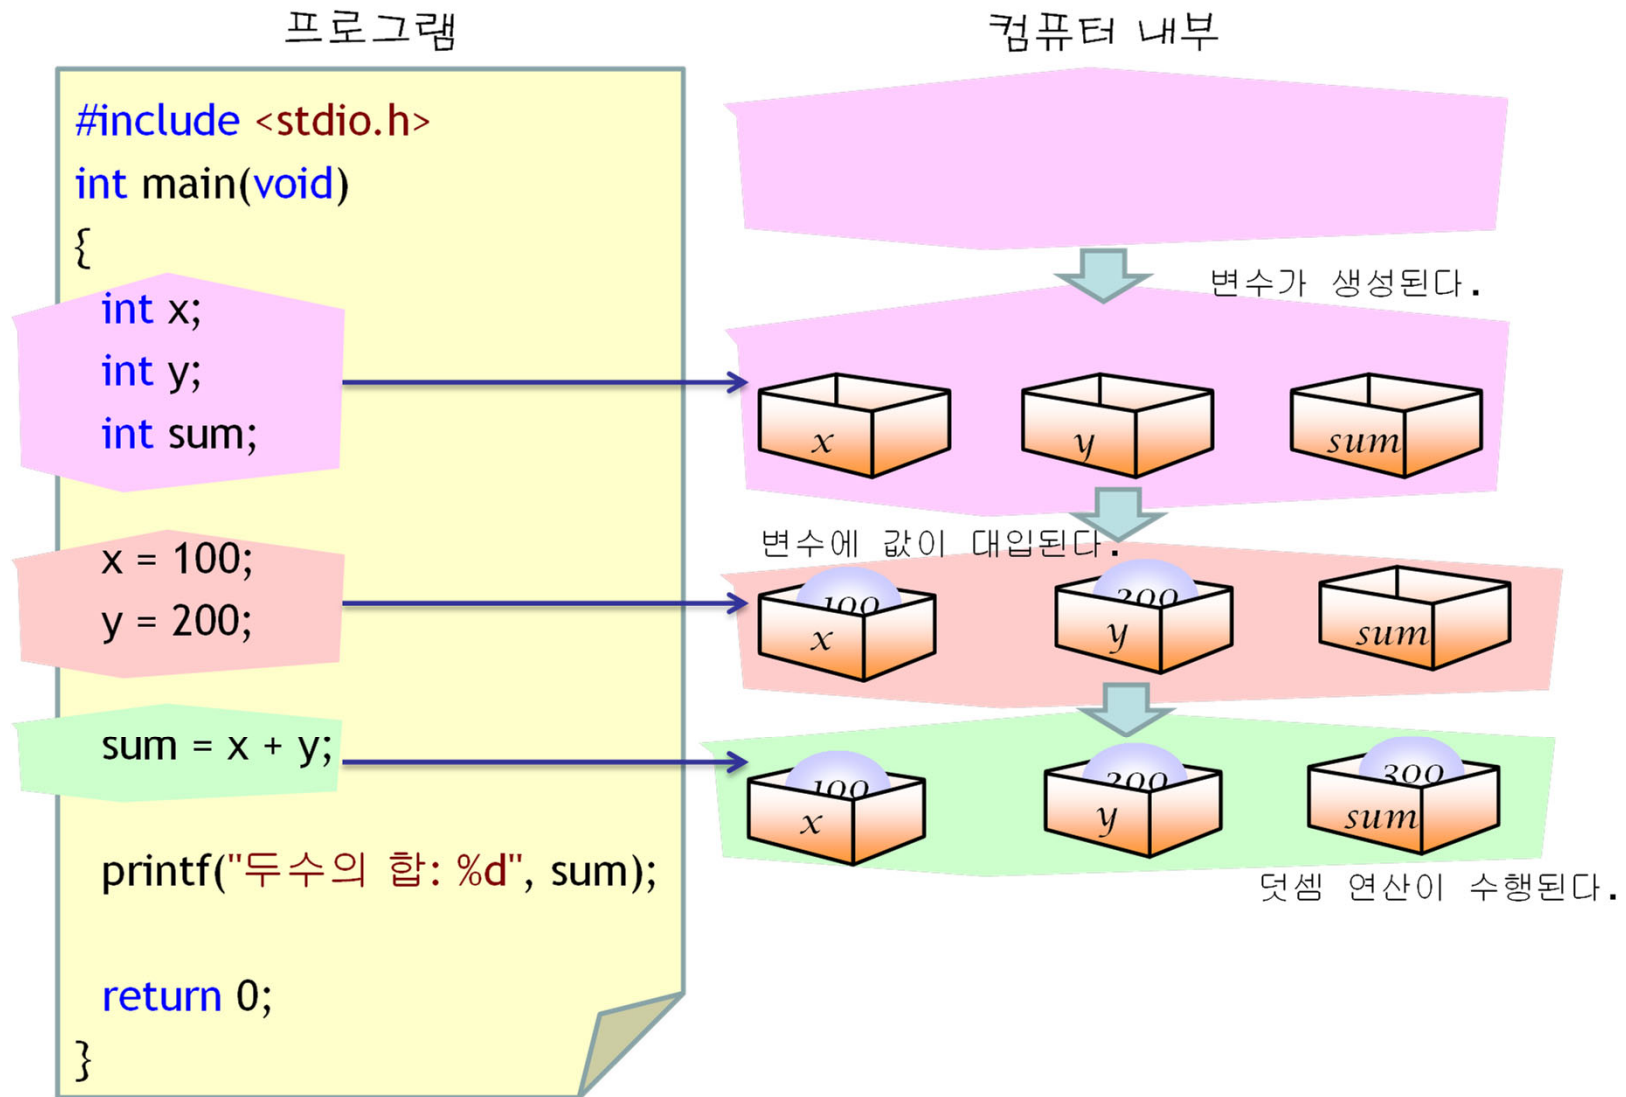 프로그램
#include <stdio.h>
int main(void)
{
int x;
int y;
int sum;
x = 100;
y = 200;
sum = x + y;
printf("두수의 합: %d", sum);
return 0;
}
컴퓨터 내부
변수가 생성된다.
x y sum
변수에 값이 대입된다.
100 200
x y sum
100 200 300
x y sum
덧셈 연산이 수행된다.